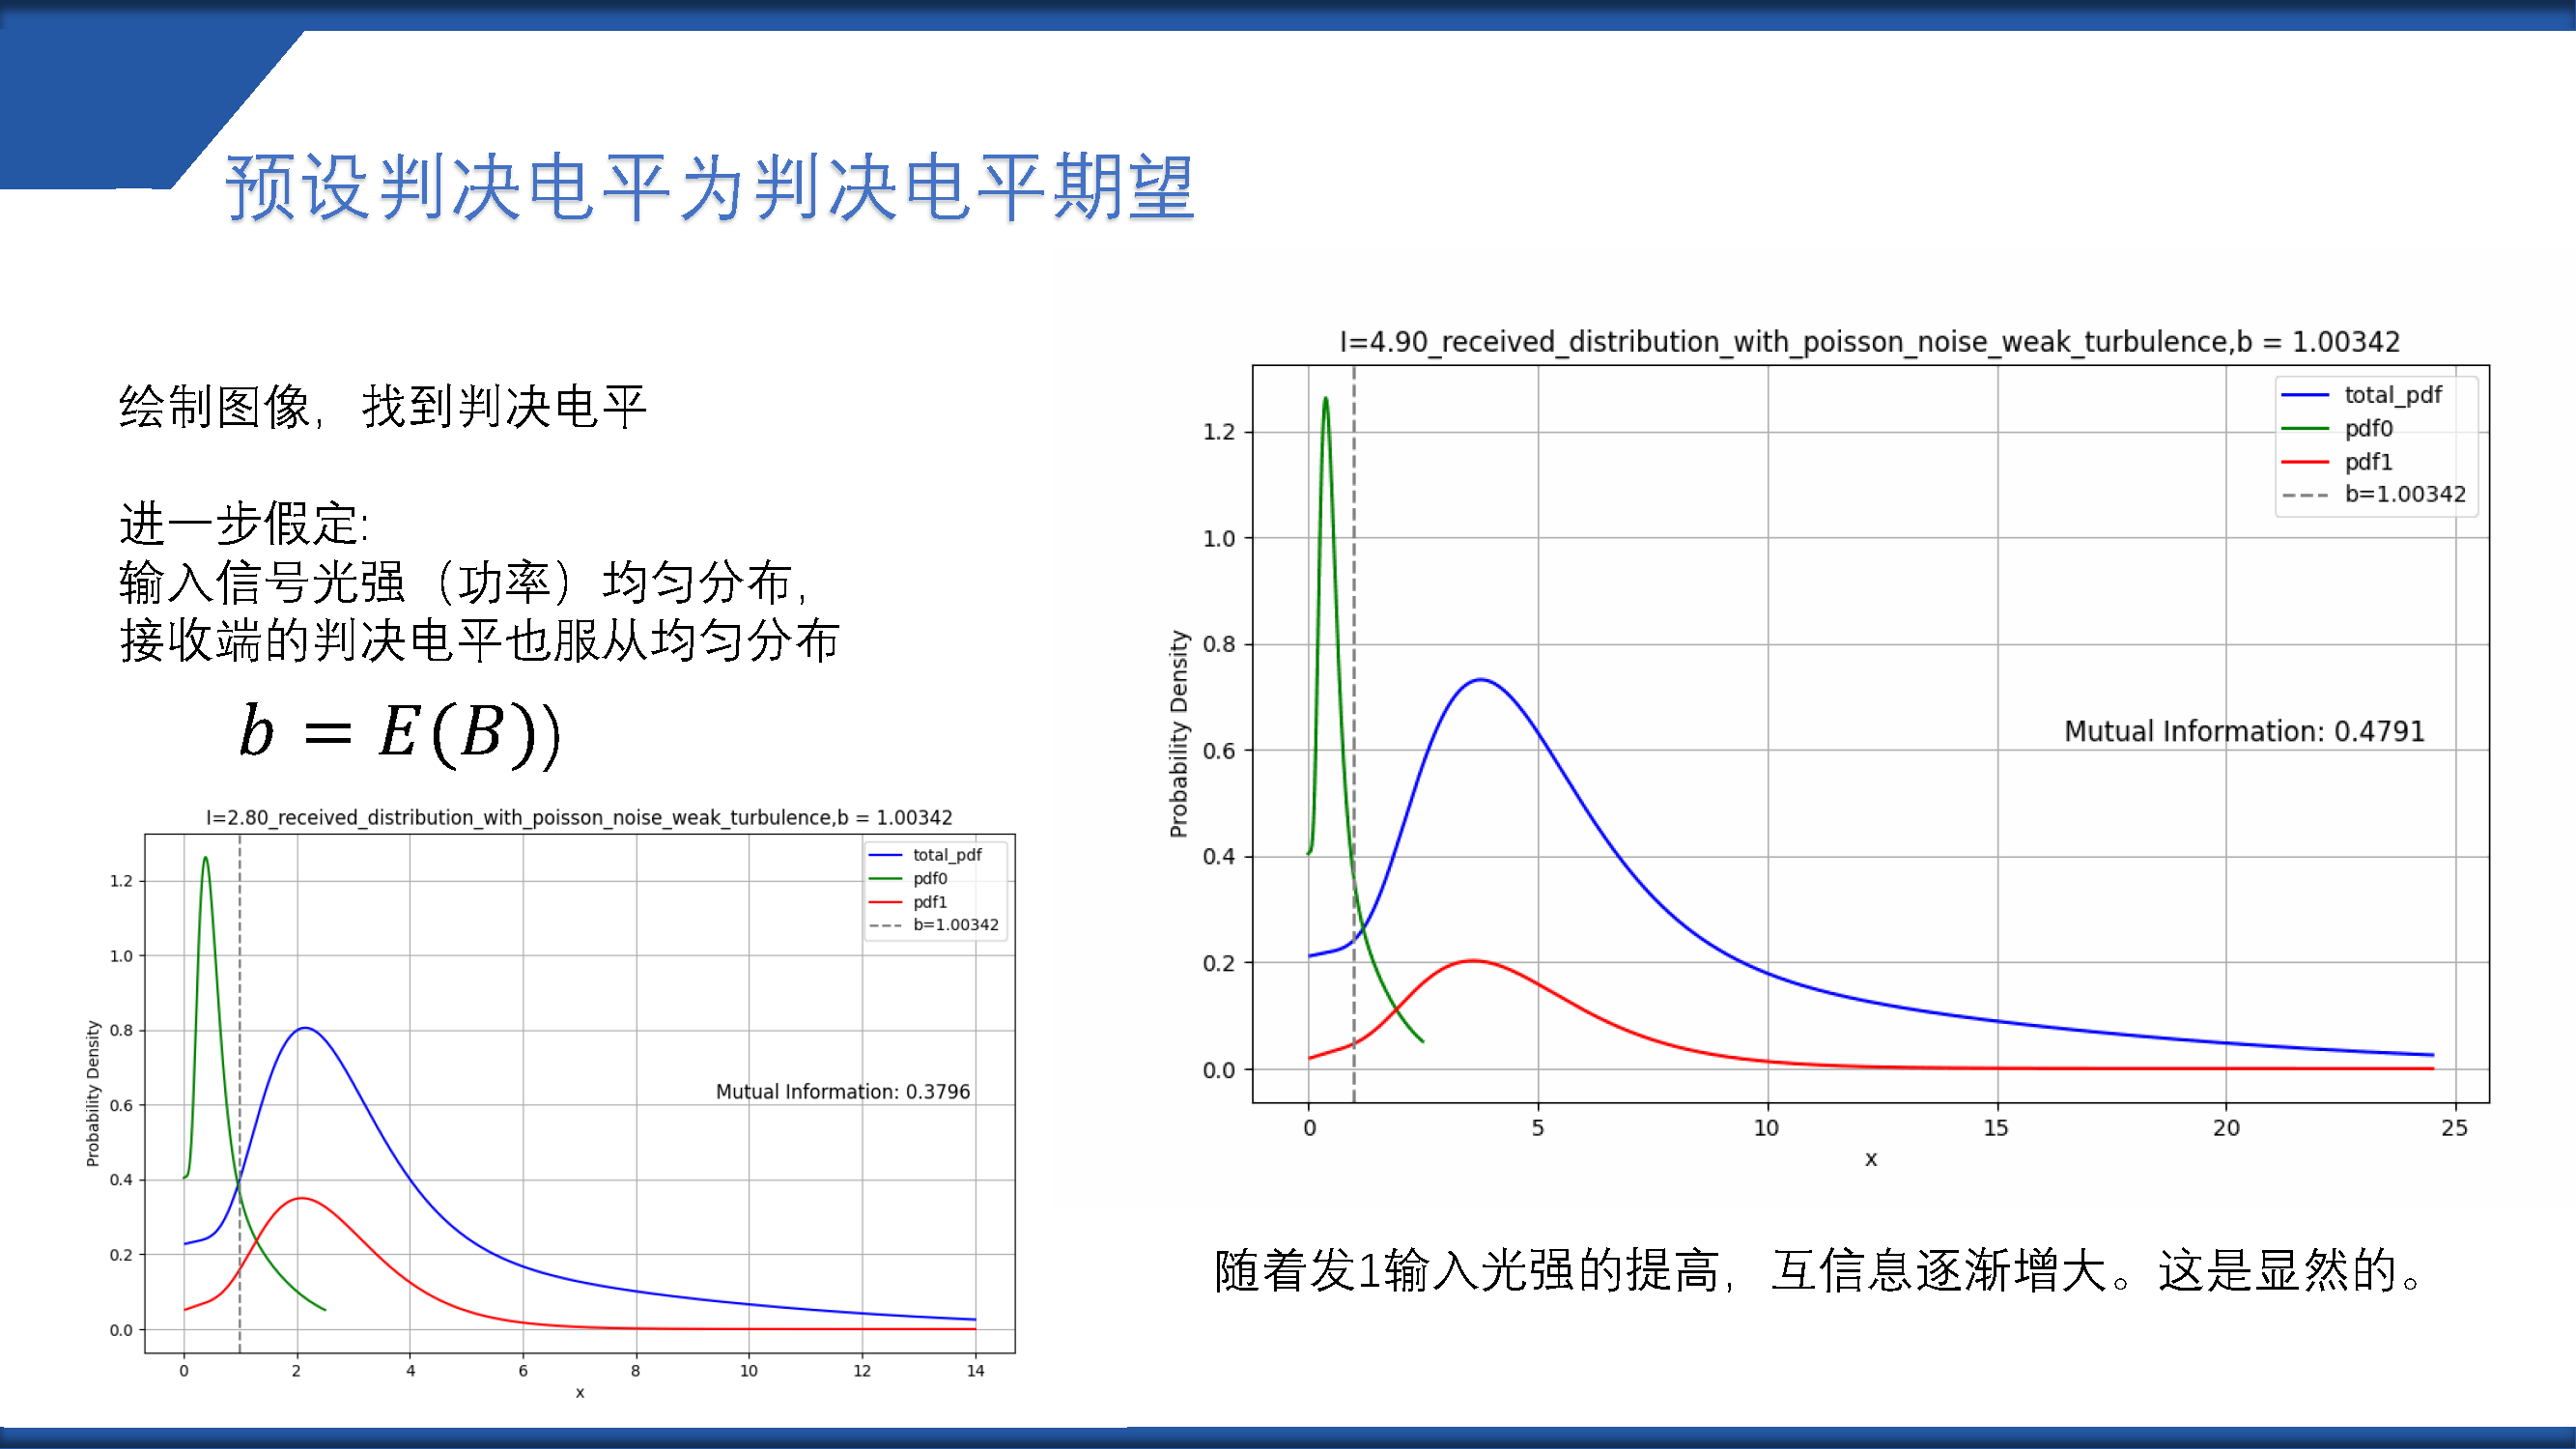 预设判决电平为判决电平期望
绘制图像，找到判决电平
进一步假定:
输入信号光强（功率）均匀分布，
接收端的判决电平也服从均匀分布
b = E(B))
I=2.80_received_distribution_with_poisson_noise_weak_turbulence,b = 1.00342
total_pdf
pdf0
pdf1
b=1.00342
Mutual Information: 0.3796
Probability Density
1.2
1.0
0.8
0.6
0.4
0.2
0.0
0 2 4 6 8 10 12 14
x
I=4.90_received_distribution_with_poisson_noise_weak_turbulence,b = 1.00342
total_pdf
pdf0
pdf1
b=1.00342
Mutual Information: 0.4791
Probability Density
1.2
1.0
0.8
0.6
0.4
0.2
0.0
0 5 10 15 20 25
x
随着发1输入光强的提高，互信息逐渐增大。这是显然的。